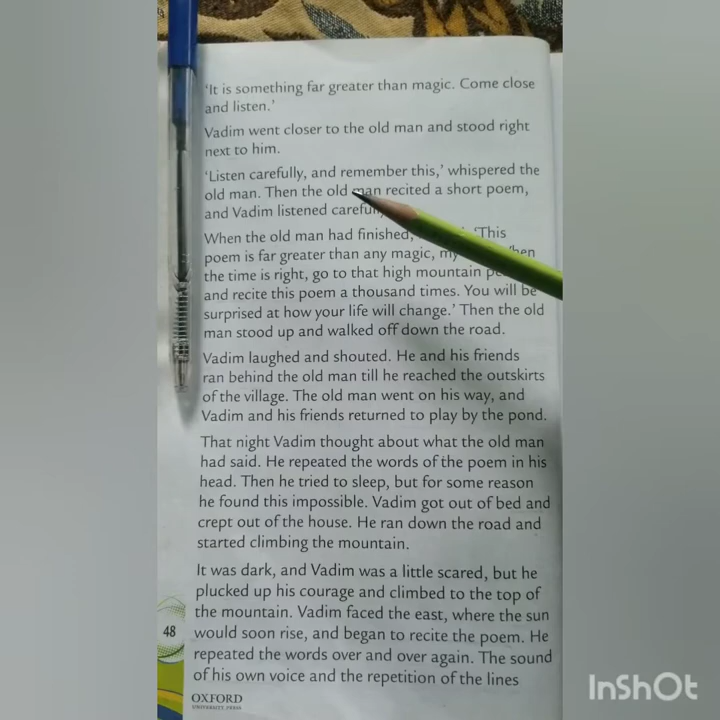 ‘It is something far greater than magic. Come close
and listen.’
Vadim went closer to the old man and stood right
next to him.
‘Listen carefully, and remember this,’ whispered the
old man. Then the old man recited a short poem,
and Vadim listened carefully
When the old man had finished, ‘This
poem is far greater than any magic, my
the time is right, go to that high mountain
and recite this poem a thousand times. You will be
surprised at how your life will change.’ Then the old
man stood up and walked off down the road.
Vadim laughed and shouted. He and his friends
ran behind the old man till he reached the outskirts
of the village. The old man went on his way, and
Vadim and his friends returned to play by the pond.
That night Vadim thought about what the old man
had said. He repeated the words of the poem in his
head. Then he tried to sleep, but for some reason
he found this impossible. Vadim got out of bed and
crept out of the house. He ran down the road and
started climbing the mountain.
It was dark, and Vadim was a little scared, but he
plucked up his courage and climbed to the top of
the mountain. Vadim faced the east, where the sun
would soon rise, and began to recite the poem. He
repeated the words over and over again. The sound
of his own voice and the repetition of the lines
48
OXFORD
UNIVERSITY PRESS
InShOt